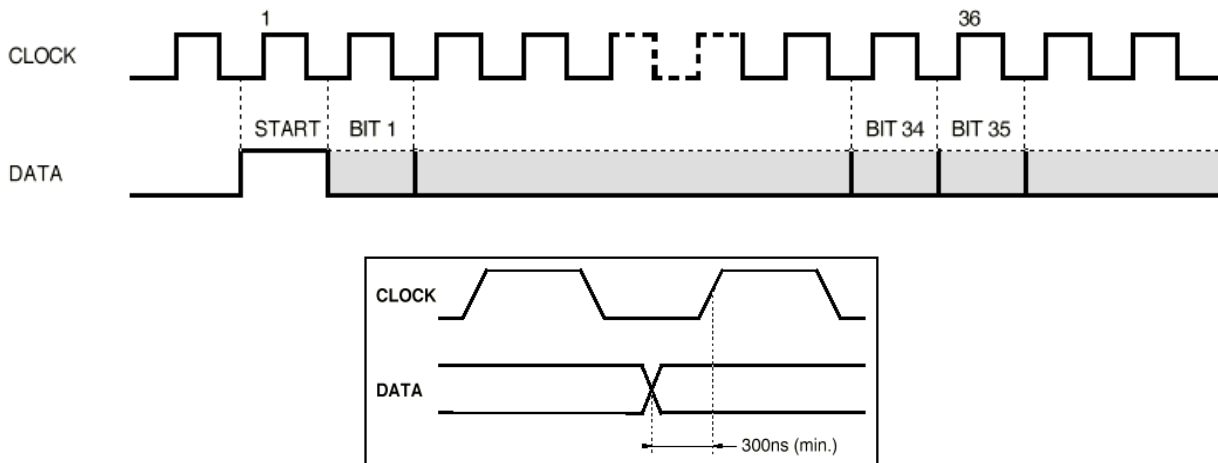 1 36
CLOCK
START BIT 1 BIT 34 BIT 35
DATA
CLOCK
DATA
300ns (min.)